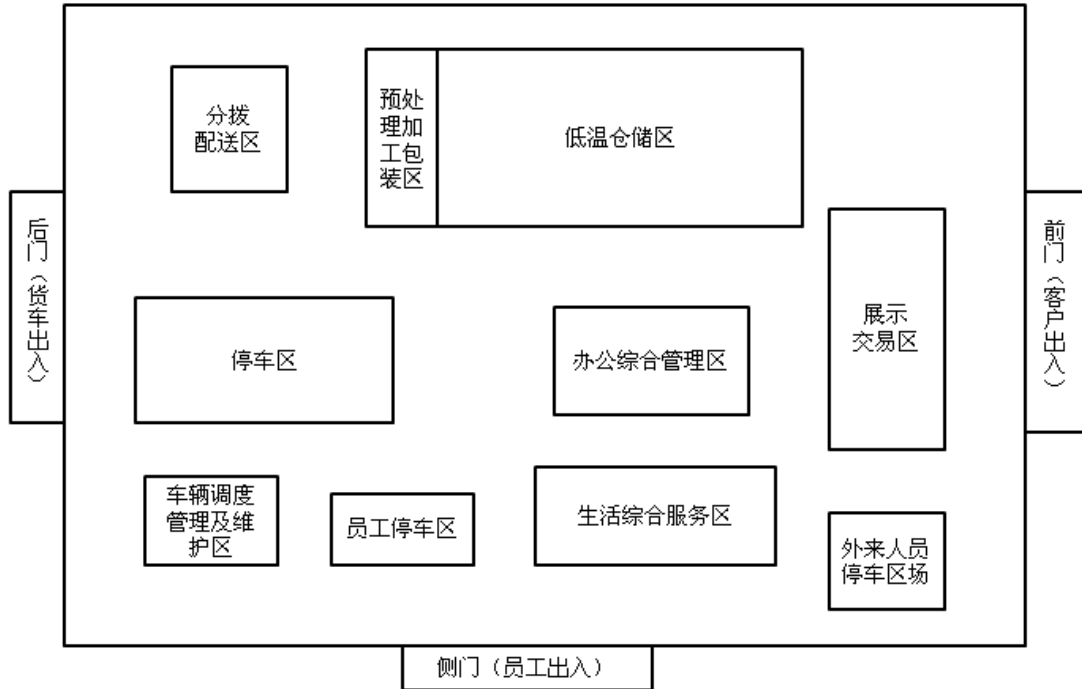 分拨
配送区
预处
理加
工包
装区
低温仓储区
后门（货车出入）
前门（客户出入）
展示
交易区
停车区
办公综合管理区
车辆调度
管理及维
护区
员工停车区
生活综合服务区
外来人员
停车区场
侧门（员工出入）